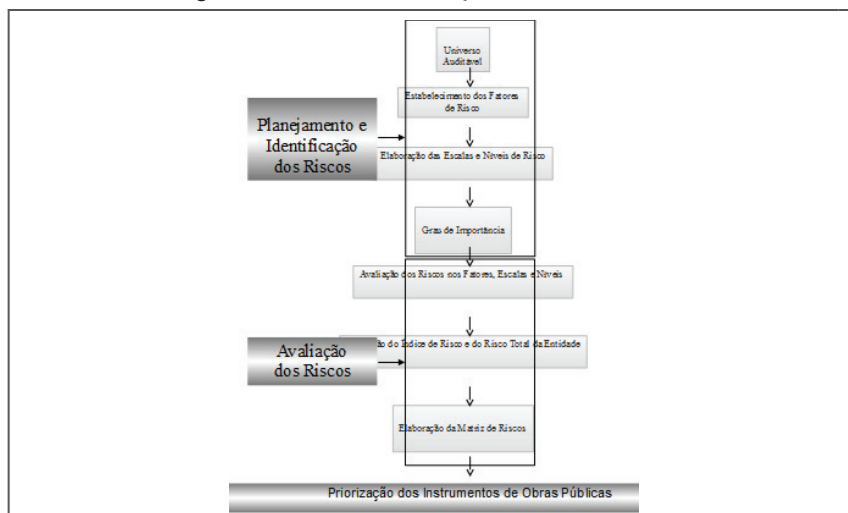 Universo
Auditável
Estabelecimento dos Fatores
de Risco
Planejamento e
Identificação
dos Riscos
Elaboração das Escalas e Níveis de Risco
Grau de Importância
Avaliação dos Riscos nos Fatores, Escalas e Níveis
do Índice de Risco e do Risco Total da Entidade
Avaliação
dos Riscos
Elaboração da Matriz de Riscos
Priorização dos Instrumentos de Obras Públicas